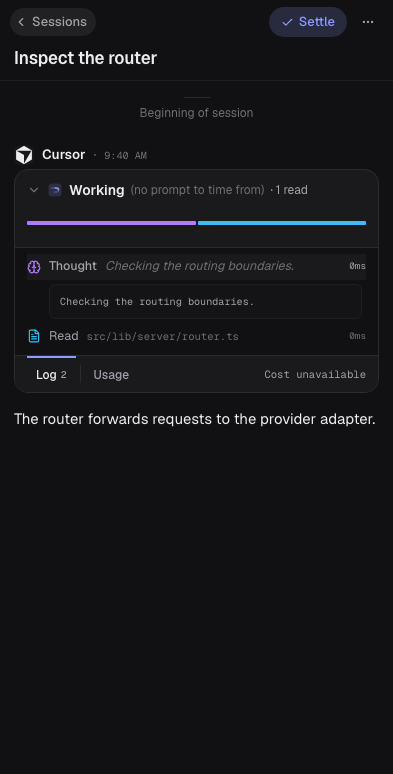 Sessions
Settle
Inspect the router
Beginning of session
Cursor · 9:40 AM
Working (no prompt to time from) · 1 read
Thought Checking the routing boundaries. 0ms
Checking the routing boundaries.
Read src/lib/server/router.ts 0ms
Log 2 Usage Cost unavailable
The router forwards requests to the provider adapter.